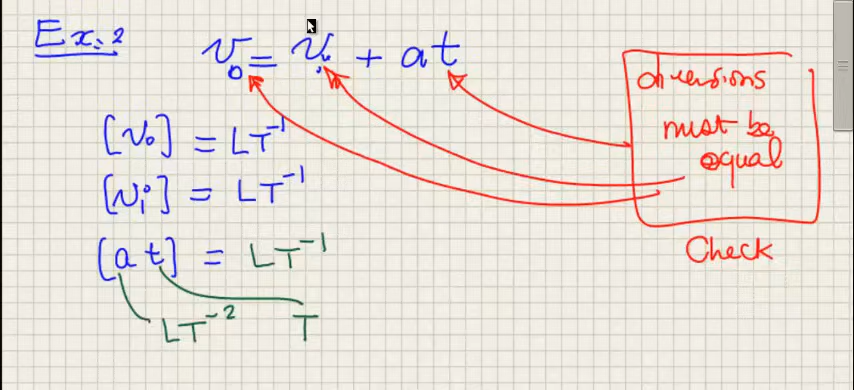 Ex:2
v₀ = vᵢ + at
dimensions
must be
equal
[v₀] = LT⁻¹
[vᵢ] = LT⁻¹
Check
[a t] = LT⁻¹
LT⁻² T